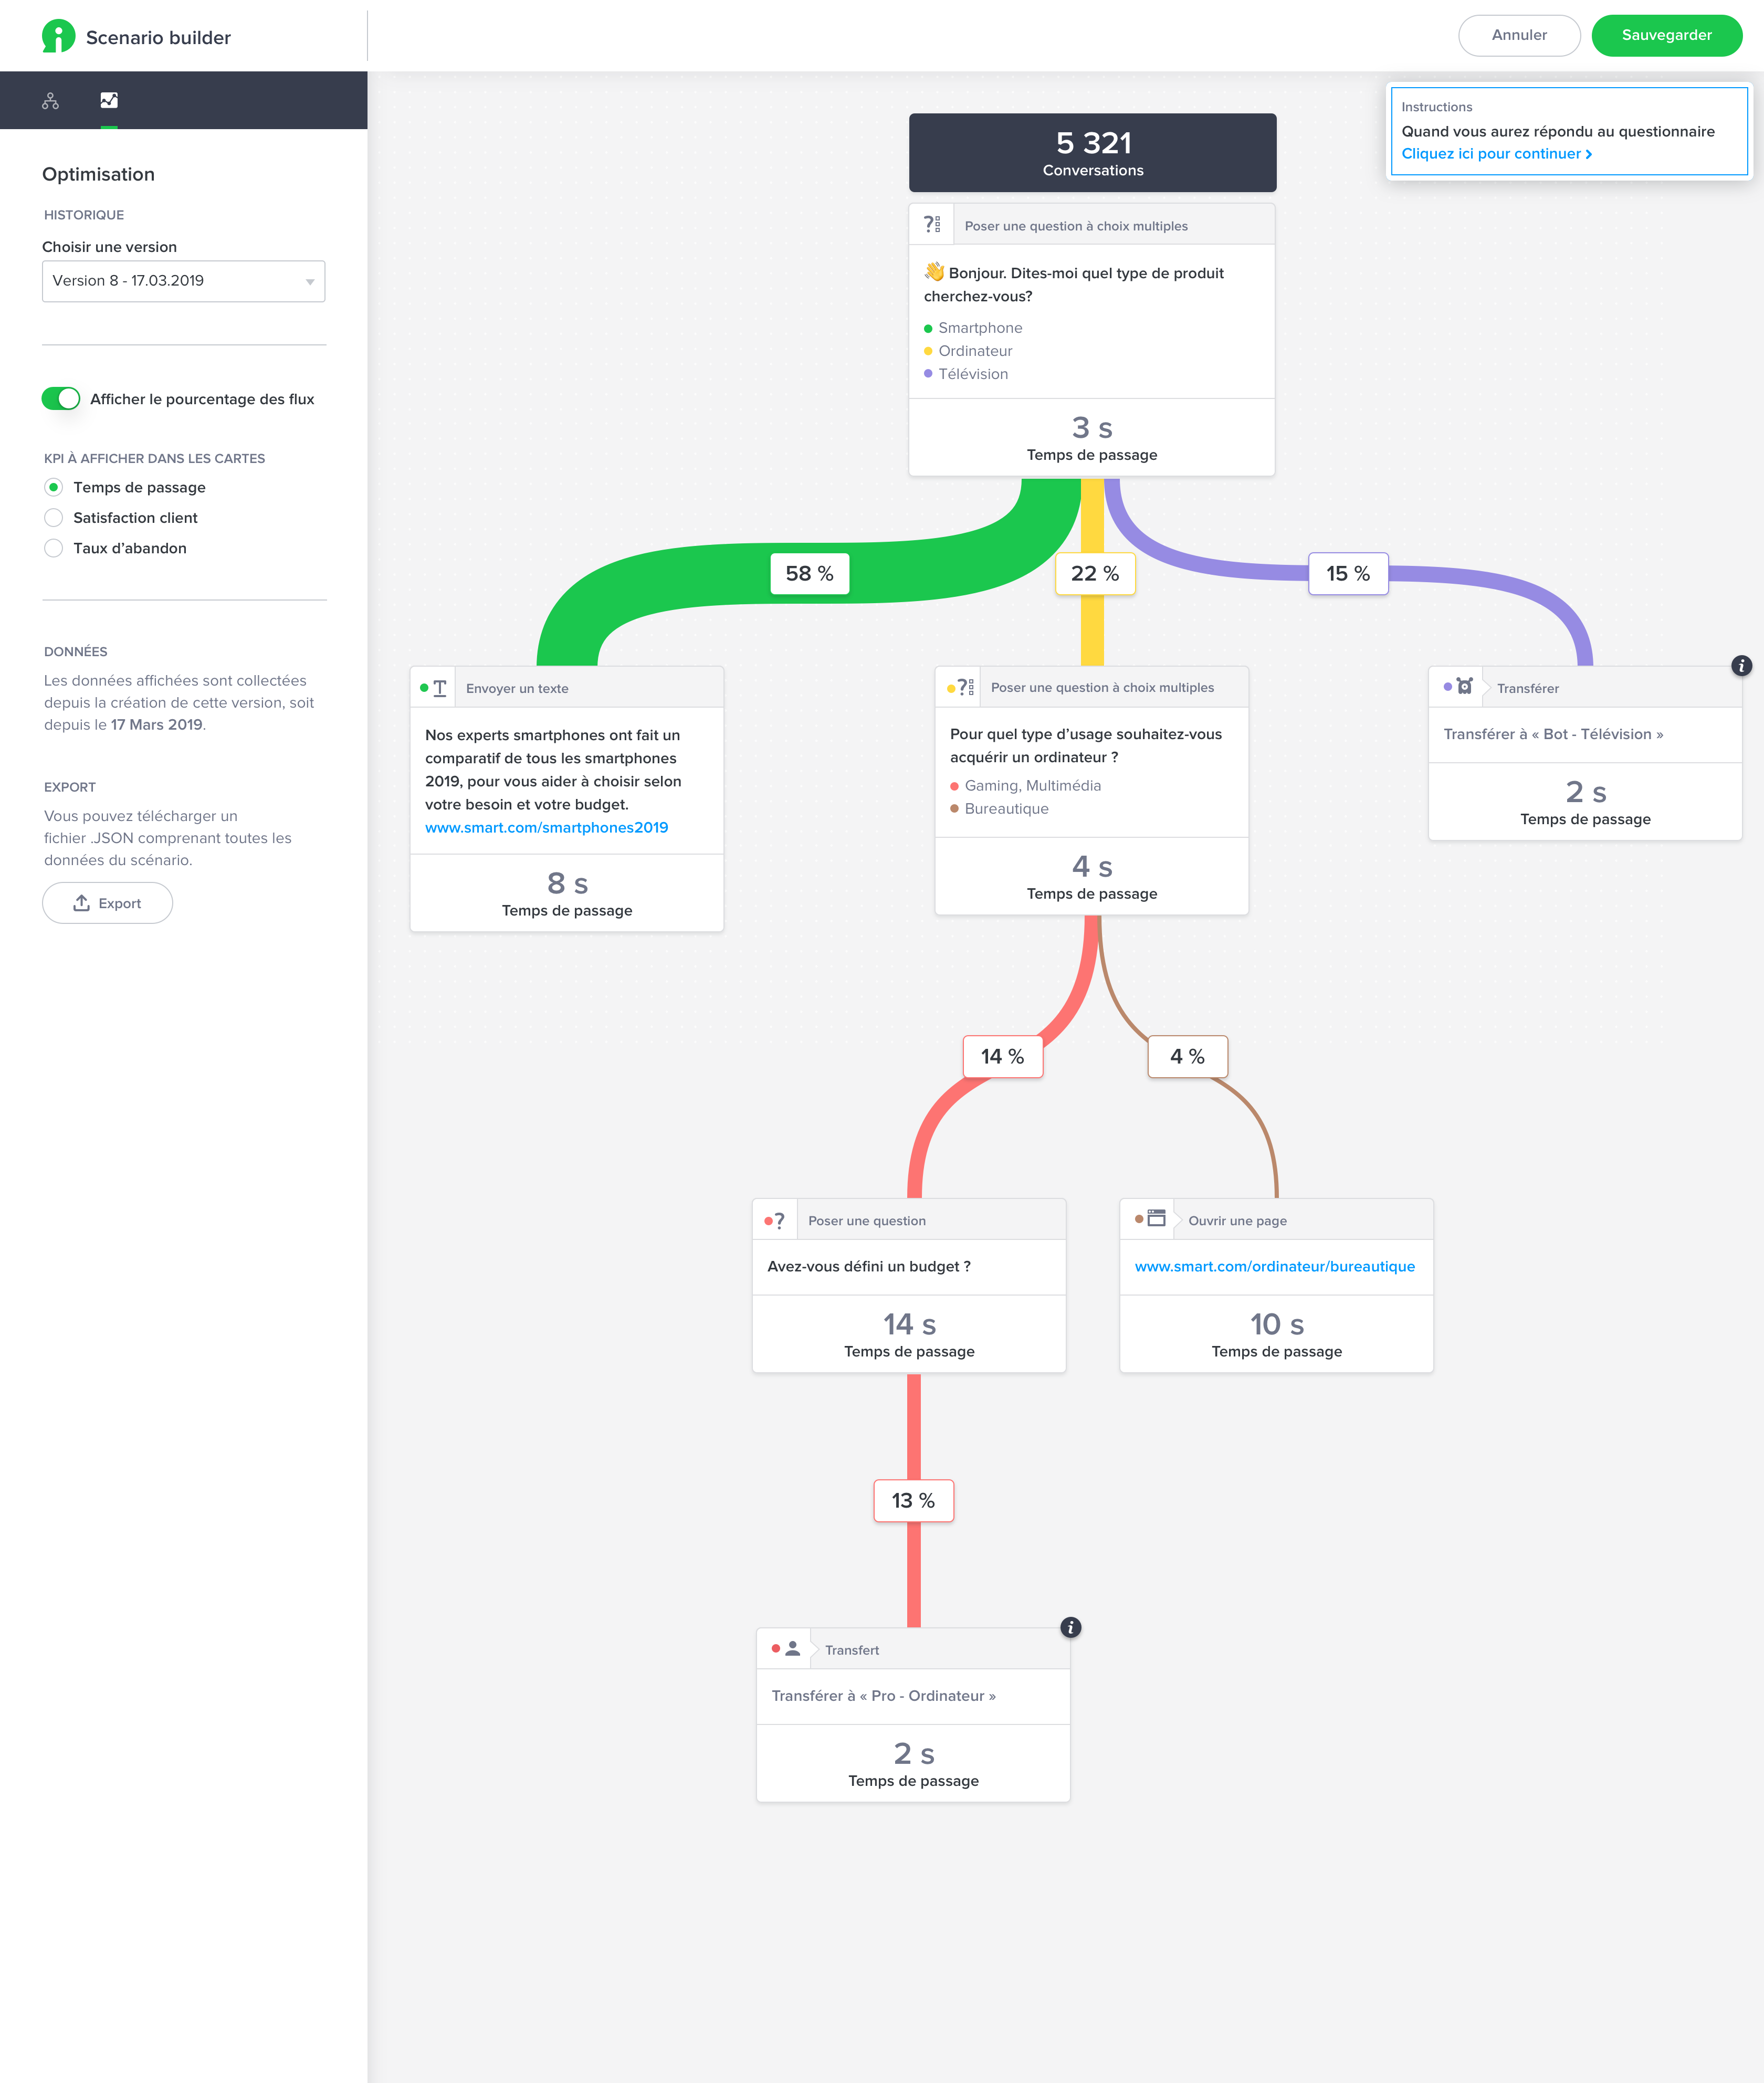 Scenario builder
Annuler
Sauvegarder
Instructions
Quand vous aurez répondu au questionnaire
Cliquez ici pour continuer
Optimisation
HISTORIQUE
Choisir une version
Version 8 - 17.03.2019
Afficher le pourcentage des flux
KPI À AFFICHER DANS LES CARTES
Temps de passage
Satisfaction client
Taux d’abandon
DONNÉES
Les données affichées sont collectées
depuis la création de cette version, soit
depuis le 17 Mars 2019.
EXPORT
Vous pouvez télécharger un
fichier .JSON comprenant toutes les
données du scénario.
Export
5 321
Conversations
Poser une question à choix multiples
👋 Bonjour. Dites-moi quel type de produit
cherchez-vous?
Smartphone
Ordinateur
Télévision
3 s
Temps de passage
58 %
22 %
15 %
Envoyer un texte
Nos experts smartphones ont fait un
comparatif de tous les smartphones
2019, pour vous aider à choisir selon
votre besoin et votre budget.
www.smart.com/smartphones2019
8 s
Temps de passage
Poser une question à choix multiples
Pour quel type d’usage souhaitez-vous
acquérir un ordinateur ?
Gaming, Multimédia
Bureautique
4 s
Temps de passage
Transférer
Transférer à « Bot - Télévision »
2 s
Temps de passage
14 %
4 %
Poser une question
Avez-vous défini un budget ?
14 s
Temps de passage
Ouvrir une page
www.smart.com/ordinateur/bureautique
10 s
Temps de passage
13 %
Transfert
Transférer à « Pro - Ordinateur »
2 s
Temps de passage